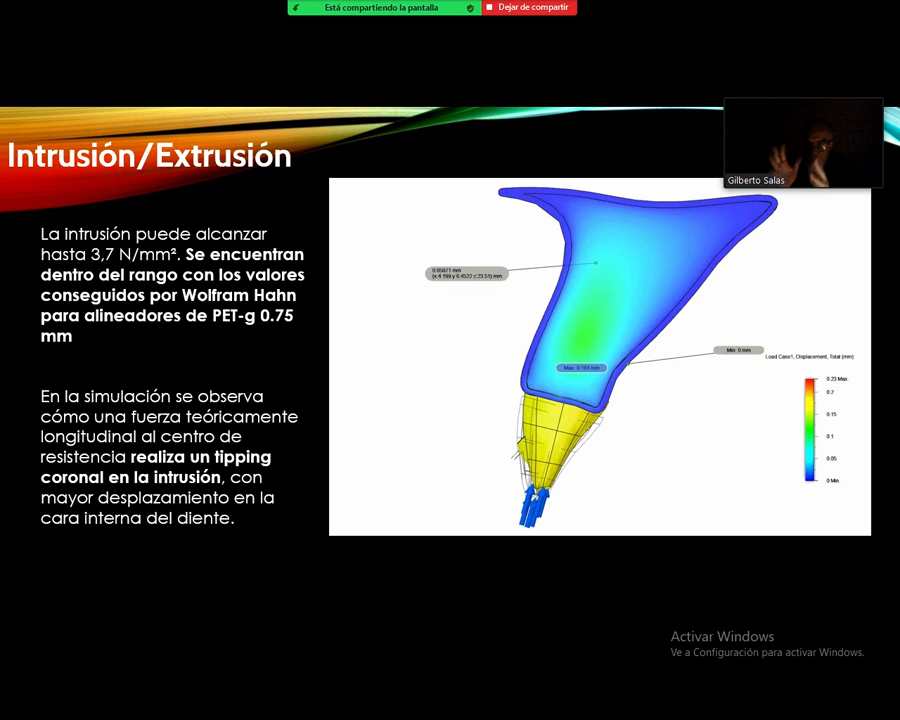 Está compartiendo la pantalla
Dejar de compartir
Intrusión/Extrusión
Gilberto Salas
La intrusión puede alcanzar
hasta 3,7 N/mm². Se encuentran
dentro del rango con los valores
conseguidos por Wolfram Hahn
para alineadores de PET-g 0.75
mm
En la simulación se observa
cómo una fuerza teóricamente
longitudinal al centro de
resistencia realiza un tipping
coronal en la intrusión, con
mayor desplazamiento en la
cara interna del diente.
Min: 0 mm
Load Case1, Displacement, Total (mm)
0.23 Max.
0.2
0.15
0.1
0.05
0 Min.
Activar Windows
Ve a Configuración para activar Windows.